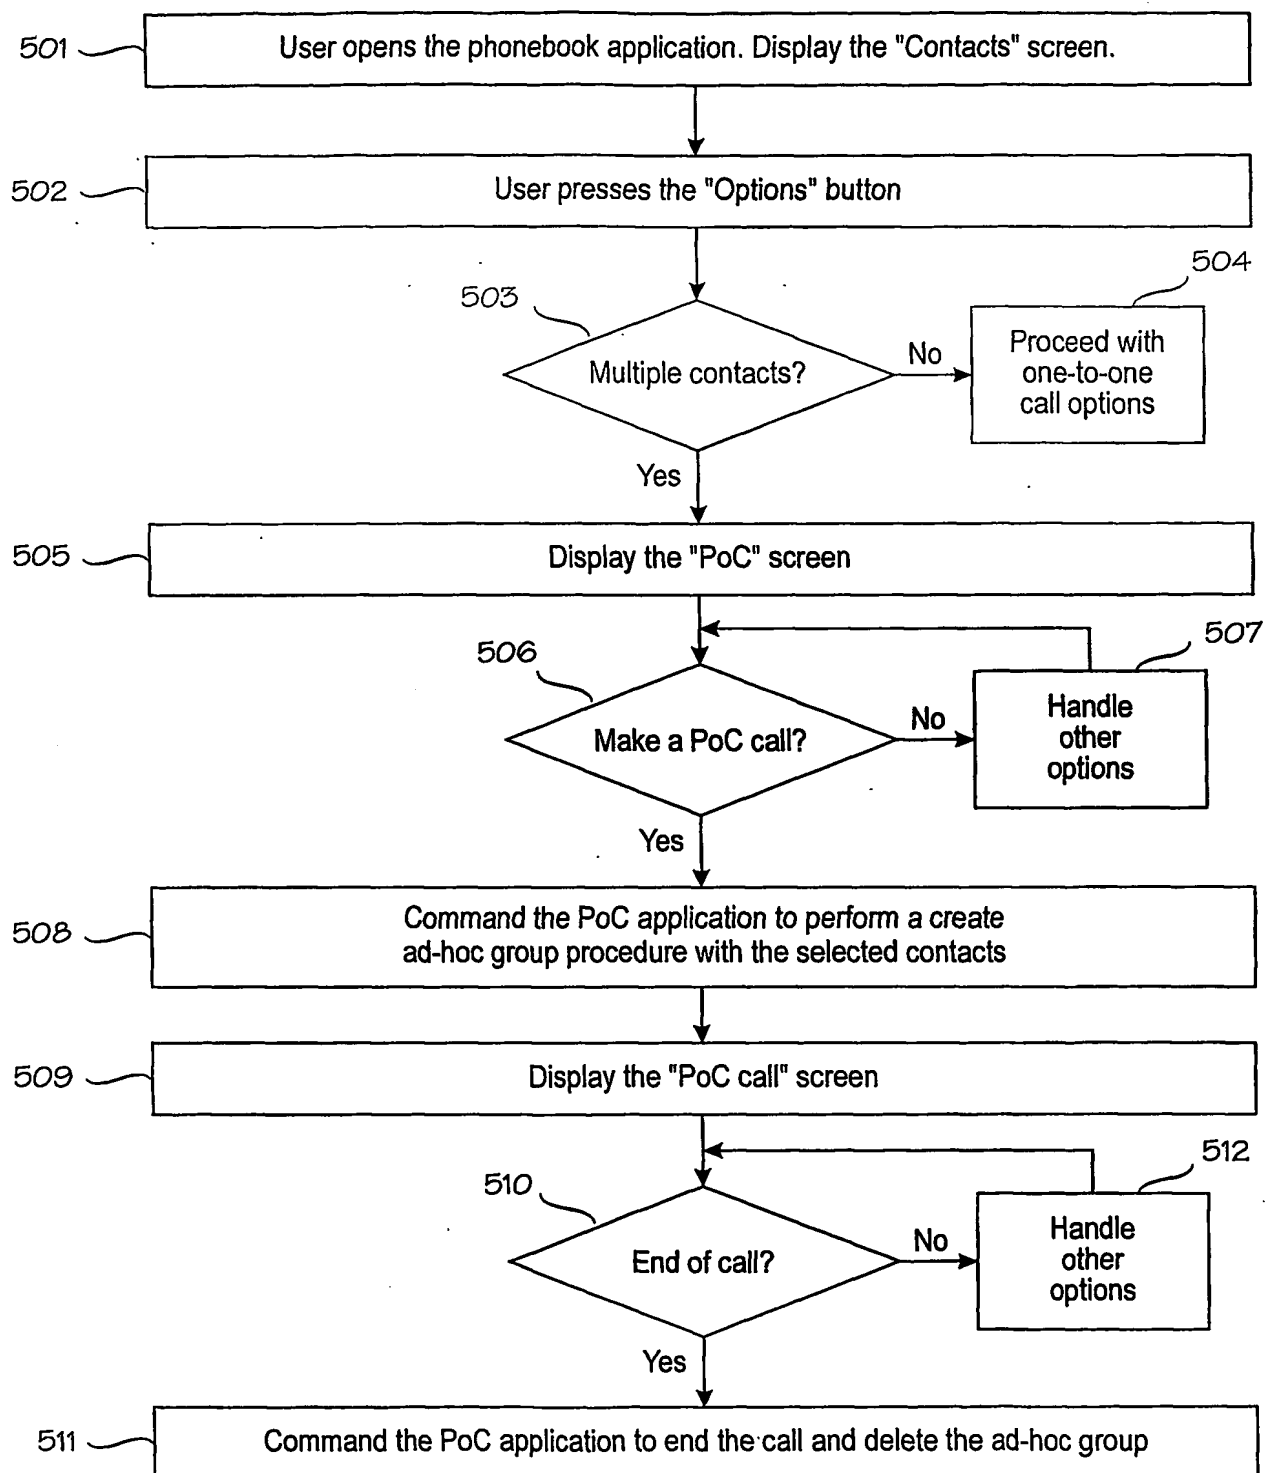 501
User opens the phonebook application. Display the "Contacts" screen.
502
User presses the "Options" button
503
504
Multiple contacts?
No
Proceed with
one-to-one
call options
Yes
505
Display the "PoC" screen
506
507
Make a PoC call?
No
Handle
other
options
Yes
508
Command the PoC application to perform a create
ad-hoc group procedure with the selected contacts
509
Display the "PoC call" screen
510
512
End of call?
No
Handle
other
options
Yes
511
Command the PoC application to end the call and delete the ad-hoc group